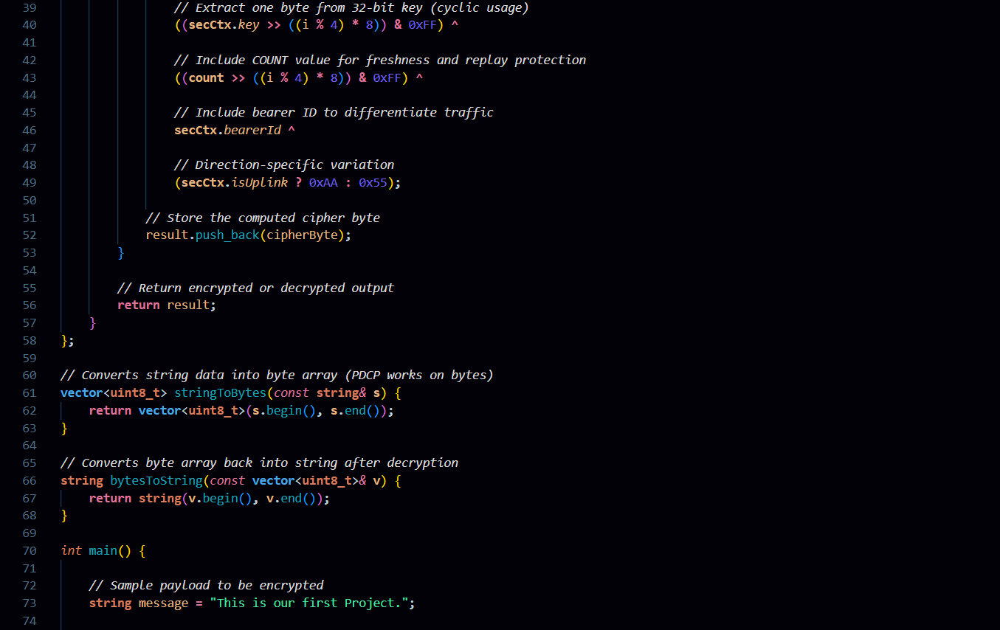 39 // Extract one byte from 32-bit key (cyclic usage)
40 ((secCtx.key >> ((i % 4) * 8)) & 0xFF) ^
41
42 // Include COUNT value for freshness and replay protection
43 ((count >> ((i % 4) * 8)) & 0xFF) ^
44
45 // Include bearer ID to differentiate traffic
46 secCtx.bearerId ^
47
48 // Direction-specific variation
49 (secCtx.isUplink ? 0xAA : 0x55);
50
51 // Store the computed cipher byte
52 result.push_back(cipherByte);
53 }
54
55 // Return encrypted or decrypted output
56 return result;
57 }
58 };
59
60 // Converts string data into byte array (PDCP works on bytes)
61 vector<uint8_t> stringToBytes(const string& s) {
62 return vector<uint8_t>(s.begin(), s.end());
63 }
64
65 // Converts byte array back into string after decryption
66 string bytesToString(const vector<uint8_t>& v) {
67 return string(v.begin(), v.end());
68 }
69
70 int main() {
71
72 // Sample payload to be encrypted
73 string message = "This is our first Project.";
74